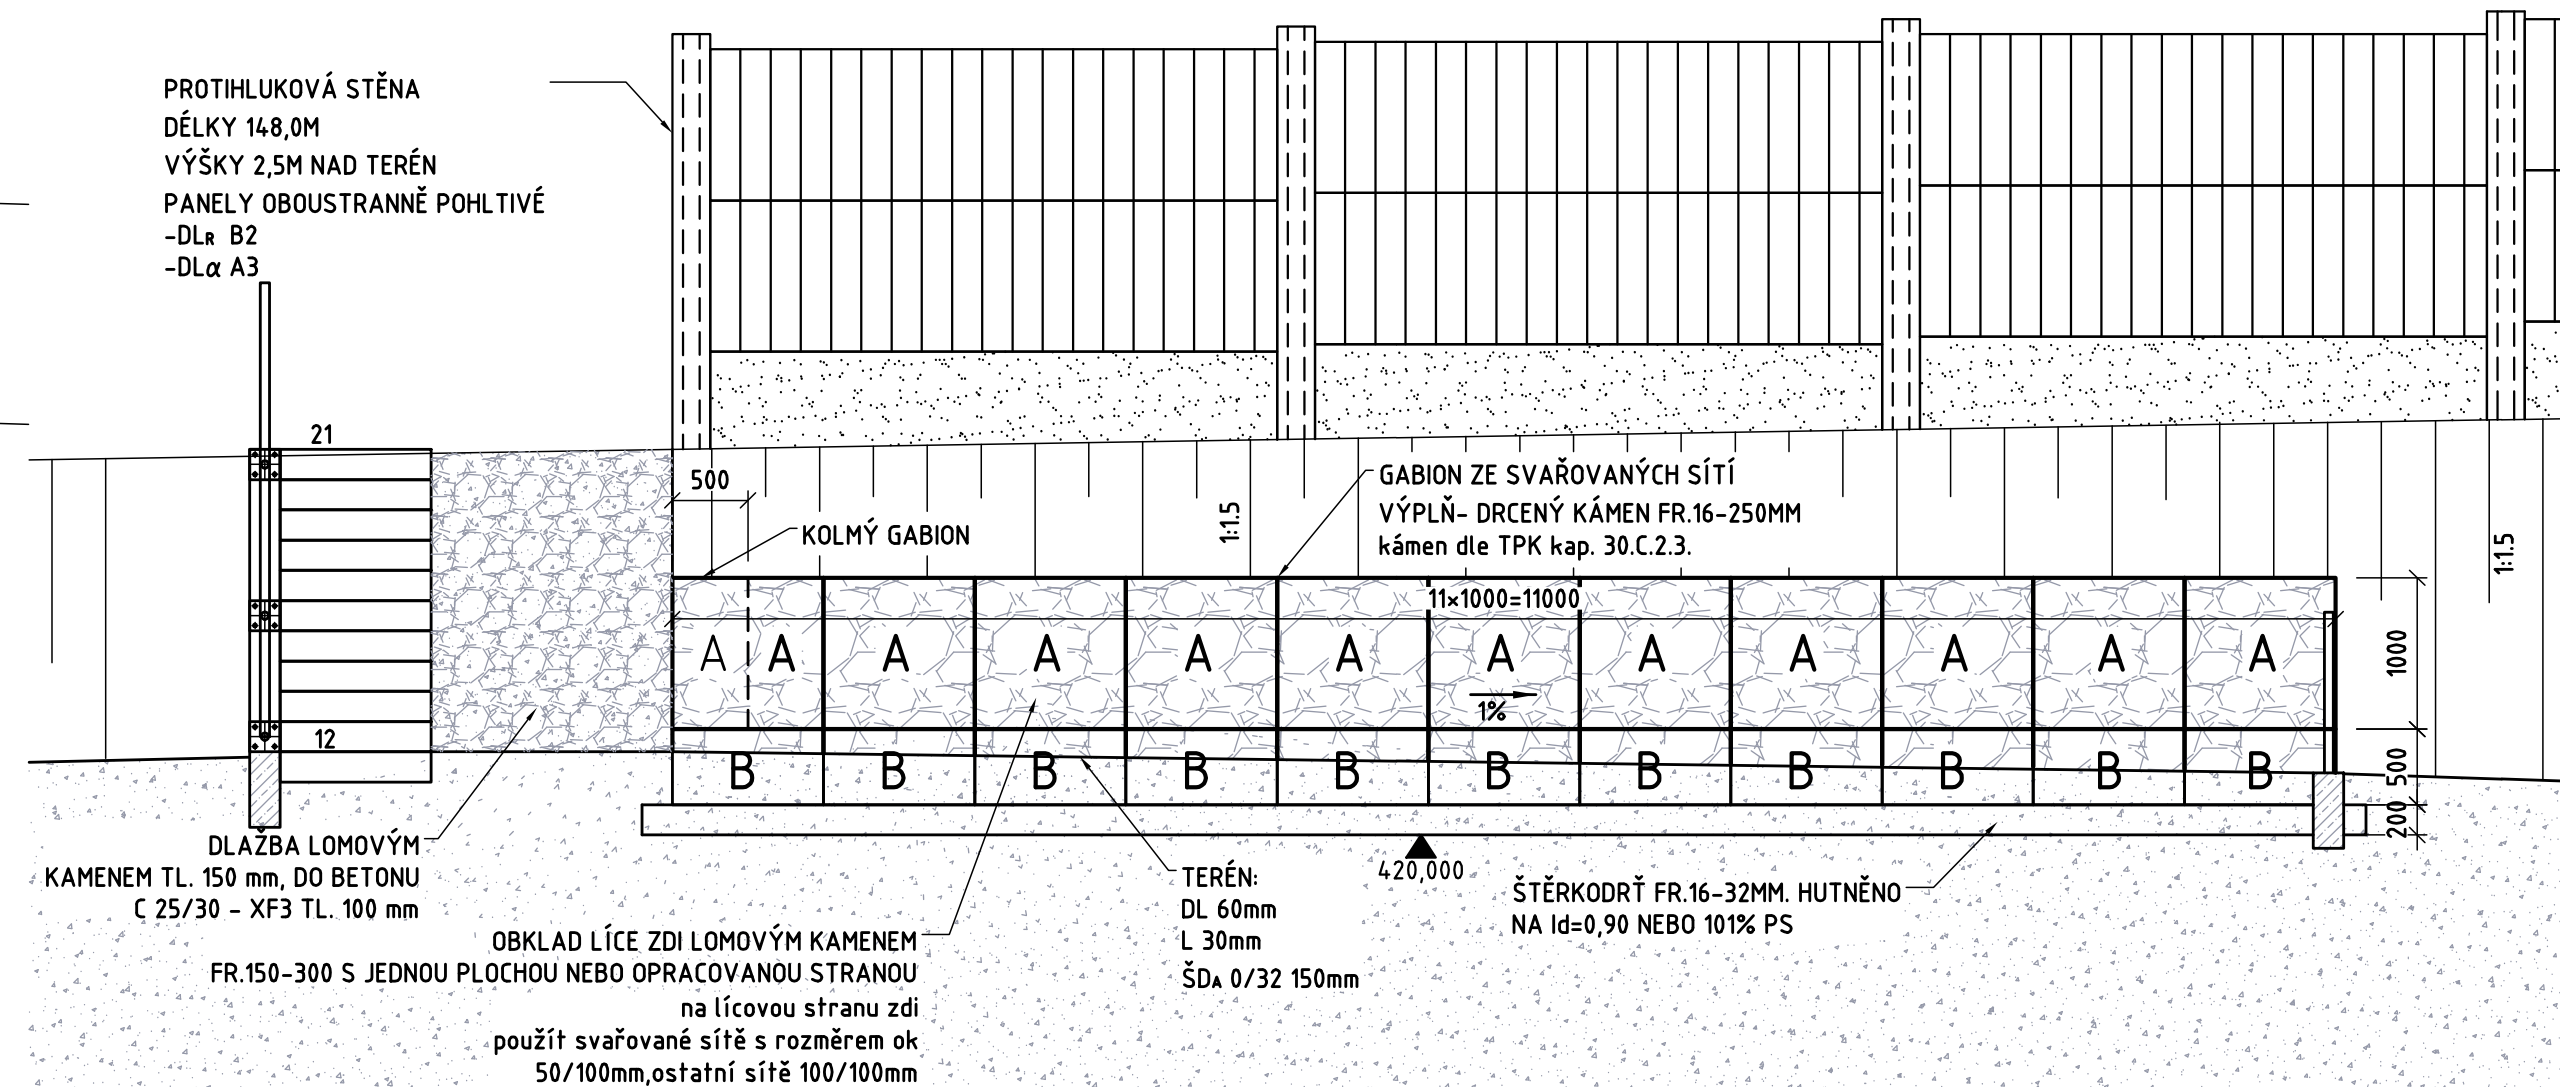 PROTIHLUKOVÁ STĚNA
DÉLKY 148,0M
VÝŠKY 2,5M NAD TERÉN
PANELY OBOUSTRANNĚ POHLTIVÉ
-DLR B2
-DLα A3
21
12
500
KOLMÝ GABION
1:1.5
GABION ZE SVAŘOVANÝCH SÍTÍ
VÝPLŇ- DRCENÝ KÁMEN FR.16-250MM
kámen dle TPK kap. 30.C.2.3.
1:1.5
11×1000=11000
A A A A A A A A A A A A
1%
B B B B B B B B B B B
1000
500
200
420,000
DLAŽBA LOMOVÝM
KAMENEM TL. 150 mm, DO BETONU
C 25/30 - XF3 TL. 100 mm
OBKLAD LÍCE ZDI LOMOVÝM KAMENEM
FR.150-300 S JEDNOU PLOCHOU NEBO OPRACOVANOU STRANOU
na lícovou stranu zdi
použít svařované sítě s rozměrem ok
50/100mm,ostatní sítě 100/100mm
TERÉN:
DL 60mm
L 30mm
ŠDA 0/32 150mm
ŠTĚRKODRŤ FR.16-32MM. HUTNĚNO
NA Id=0,90 NEBO 101% PS